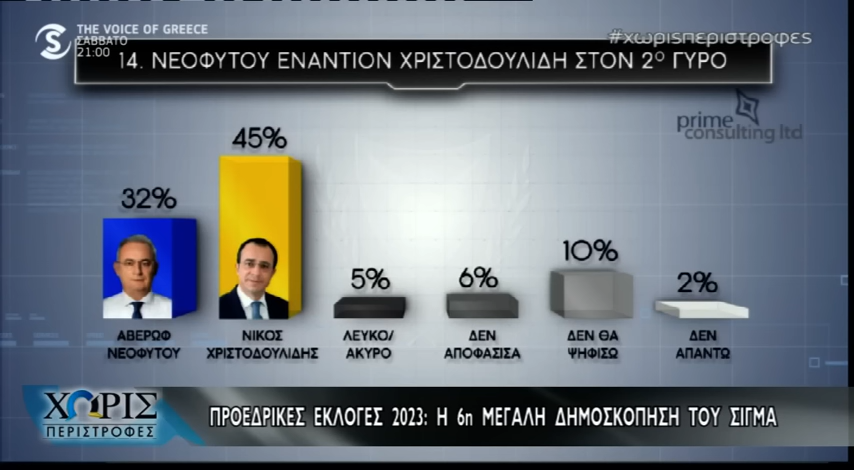 THE VOICE OF GREECE
ΣΑΒΒΑΤΟ
21:00
#χωρισπεριστροφες
14. ΝΕΟΦΥΤΟΥ ΕΝΑΝΤΙΟΝ ΧΡΙΣΤΟΔΟΥΛΙΔΗ ΣΤΟΝ 2º ΓΥΡΟ
prime
consulting ltd
32%
45%
5%
6%
10%
2%
ΑΒΕΡΩΦ
ΝΕΟΦΥΤΟΥ
ΝΙΚΟΣ
ΧΡΙΣΤΟΔΟΥΛΙΔΗΣ
ΛΕΥΚΟ/
ΑΚΥΡΟ
ΔΕΝ
ΑΠΟΦΑΣΙΣΑ
ΔΕΝ ΘΑ
ΨΗΦΙΣΩ
ΔΕΝ
ΑΠΑΝΤΩ
ΧΩΡΙΣ
ΠΕΡΙΣΤΡΟΦΕΣ
ΠΡΟΕΔΡΙΚΕΣ ΕΚΛΟΓΕΣ 2023: Η 6η ΜΕΓΑΛΗ ΔΗΜΟΣΚΟΠΗΣΗ ΤΟΥ ΣΙΓΜΑ